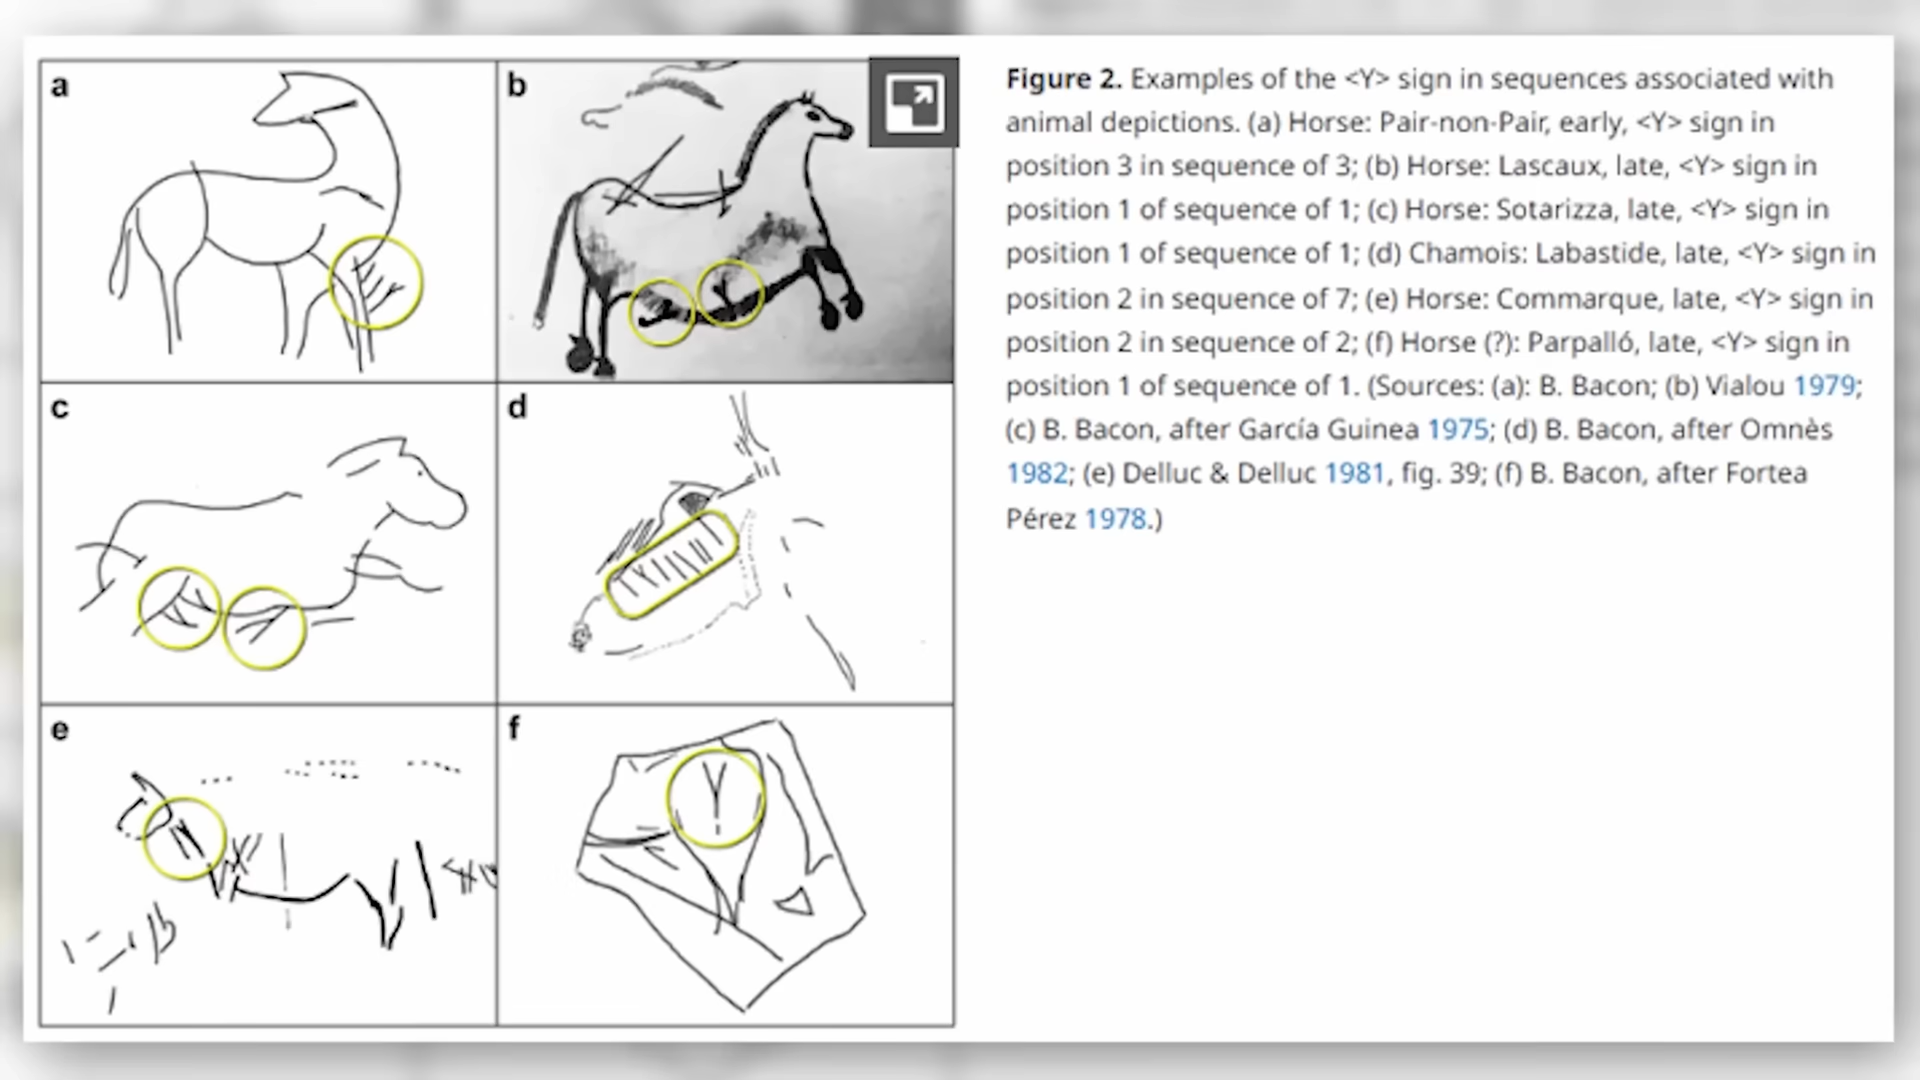 a
b
c
d
e
f
Figure 2. Examples of the <Y> sign in sequences associated with
animal depictions. (a) Horse: Pair-non-Pair, early, <Y> sign in
position 3 in sequence of 3; (b) Horse: Lascaux, late, <Y> sign in
position 1 of sequence of 1; (c) Horse: Sotarizza, late, <Y> sign in
position 1 of sequence of 1; (d) Chamois: Labastide, late, <Y> sign in
position 2 in sequence of 7; (e) Horse: Commarque, late, <Y> sign in
position 2 in sequence of 2; (f) Horse (?): Parpalló, late, <Y> sign in
position 1 of sequence of 1. (Sources: (a): B. Bacon; (b) Vialou 1979;
(c) B. Bacon, after García Guinea 1975; (d) B. Bacon, after Omnès
1982; (e) Delluc & Delluc 1981, fig. 39; (f) B. Bacon, after Fortea
Pérez 1978.)